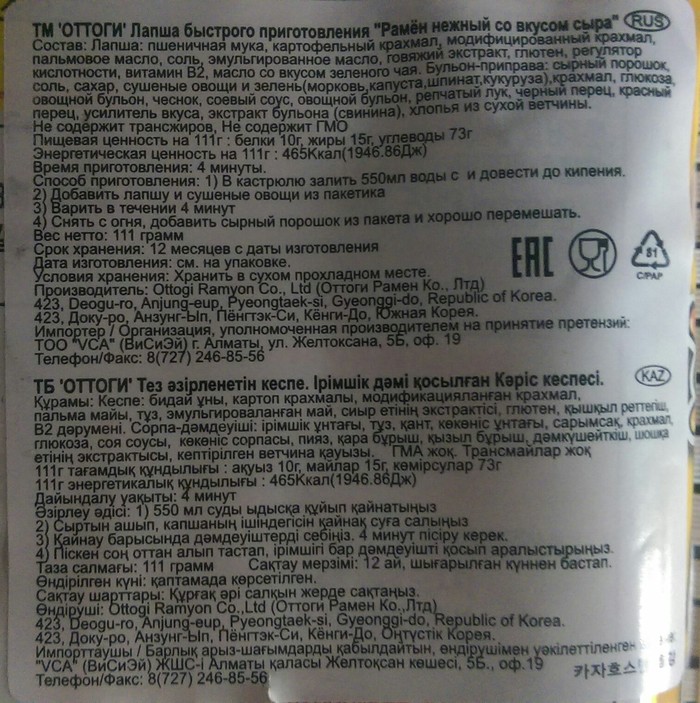 ТМ 'ОТТОГИ' Лапша быстрого приготовления "Рамён нежный со вкусом сыра" RUS
Состав: Лапша: пшеничная мука, картофельный крахмал, модифицированный крахмал,
пальмовое масло, соль, эмульгированное масло, говяжий экстракт, глютен, регулятор
кислотности, витамин В2, масло со вкусом зеленого чая. Бульон-приправа: сырный порошок,
соль, сахар, сушеные овощи и зелень(морковь,капуста,шпинат,кукуруза),крахмал, глюкоза,
овощной бульон, чеснок, соевый соус, овощной бульон, репчатый лук, черный перец, красный
перец, усилитель вкуса, экстракт бульона (свинина), хлопья из сухой ветчины.
Не содержит трансжиров, Не содержит ГМО
Пищевая ценность на 111г : белки 10г, жиры 15г, углеводы 73г
Энергетическая ценность на 111г : 465Ккал(1946.86Дж)
Время приготовления: 4 минуты.
Способ приготовления: 1) В кастрюлю залить 550мл воды с и довести до кипения.
2) Добавить лапшу и сушеные овощи из пакетика
3) Варить в течении 4 минут
4) Снять с огня, добавить сырный порошок из пакета и хорошо перемешать.
Вес нетто: 111 грамм
Срок хранения: 12 месяцев с даты изготовления
Дата изготовления: см. на упаковке.
Условия хранения: Хранить в сухом прохладном месте.
EAC
81
C/PAP
Производитель: Ottogi Ramyon Co., Ltd (Оттоги Рамен Ко., Лтд)
423, Deogu-ro, Anjung-eup, Pyeongtaek-si, Gyeonggi-do, Republic of Korea.
423, Доку-ро, Анзунг-Ып, Пёнгтэк-Си, Кёнги-До, Южная Корея.
Импортер / Организация, уполномоченная производителем на принятие претензий:
ТОО "VCA" (ВиСиЭй) г. Алматы, ул. Желтоксана, 5Б, оф. 19
Телефон/Факс: 8(727) 246-85-56
ТБ 'ОТТОГИ' Тез әзірленетін кеспе. Ірімшік дәмі қосылған Кәріс кеспесі. KAZ
Құрамы: Кеспе: бидай ұны, картоп крахмалы, модификацияланған крахмал,
пальма майы, тұз, эмульгированаланған май, сиыр етінің экстрактісі, глютен, қышқыл реттегіш,
В2 дәрумені. Сорпа-дәмдеуіші: ірімшік ұнтағы, тұз, қант, көкөніс ұнтағы, сарымсақ, крахмал,
глюкоза, соя соусы, көкөніс сорпасы, пияз, қара бұрыш, қызыл бұрыш, дәмкүшейткіш, шошқа
етінің экстрактысы, кептірілген ветчина қауызы. ГМА жоқ. Трансмайлар жоқ
111г тағамдық құндылығы : ақуыз 10г, майлар 15г, көмірсулар 73г
111г энергетикалық құндылығы : 465Ккал(1946.86Дж)
Дайындалу уақыты: 4 минут
Әзірлеу әдісі: 1) 550 мл суды ыдысқа құйып қайнатыңыз
2) Сыртын ашып, капшаның ішіндегісін қайнақ суға салыңыз
3) Қайнау барысында дәмдеуіштерді себіңіз. 4 минут пісіру керек.
4) Піскен соң оттан алып тастап, ірімшігі бар дәмдеуішті қосып араластырыңыз.
Таза салмағы: 111 грамм Сақтау мерзімі: 12 ай, шығарылған күннен бастап.
Өндірілген күні: қаптамада көрсетілген.
Сақтау шарттары: Құрғақ әрі салқын жерде сақтаңыз.
Өндіруші: Ottogi Ramyon Co.,Ltd (Оттоги Рамен Ко.,Лтд)
423, Deogu-ro, Anjung-eup, Pyeongtaek-si, Gyeonggi-do, Republic of Korea.
423, Доку-ро, Анзунг-Ып, Пёнгтэк-Си, Кёнги-До, Оңтүстік Корея.
Импорттаушы / Барлық арыз-шағымдарды қабылдайтын, өндірушімен уәкілеттіленген
"VCA" (ВиСиЭй) ЖШС-і Алматы қаласы Желтоқсан көшесі, 5Б., оф.19
Телефон/Факс: 8(727) 246-85-56